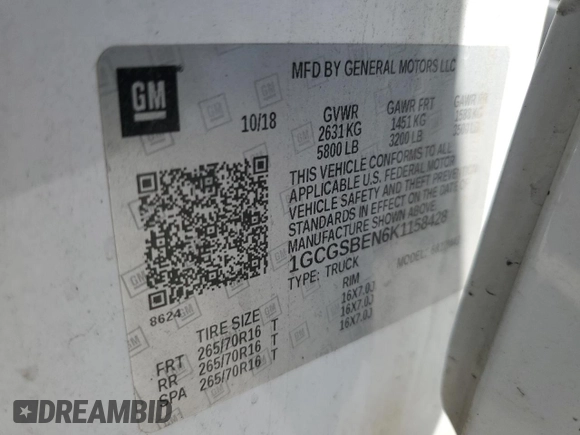 GM
MFD BY GENERAL MOTORS LLC
10/18
GVWR GAWR FRT GAWR RR
2631 KG 1451 KG
5800 LB 3200 LB
THIS VEHICLE CONFORMS TO ALL
APPLICABLE U.S. FEDERAL MOTOR
VEHICLE SAFETY AND THEFT PREVENTION
STANDARDS IN EFFECT ON THE DATE OF
MANUFACTURE SHOWN ABOVE.
1GCGSBEN6K1158428
TYPE: TRUCK MODEL:
8624
TIRE SIZE RIM
FRT 265/70R16 T 16X7.0J
RR 265/70R16 T 16X7.0J
SPA 265/70R16 T 16X7.0J
DREAMBID